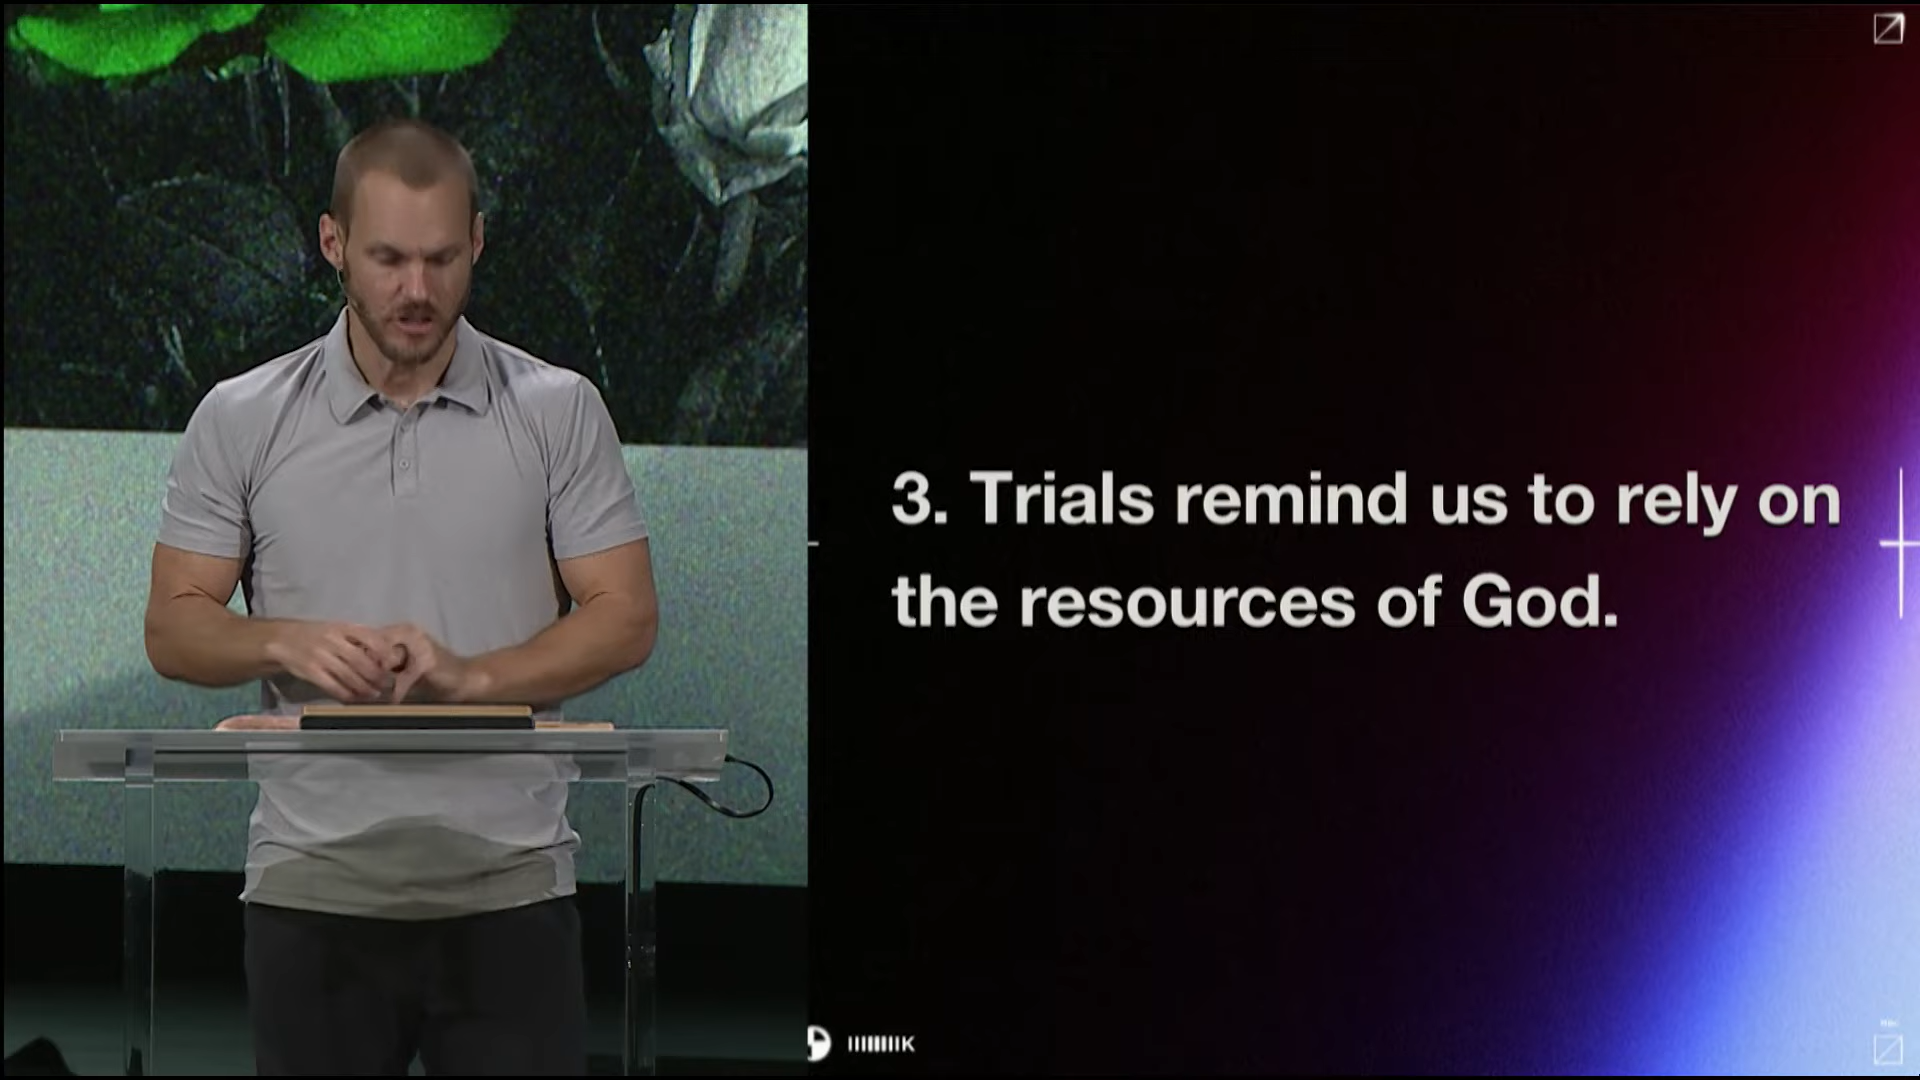 3. Trials remind us to rely on
the resources of God.